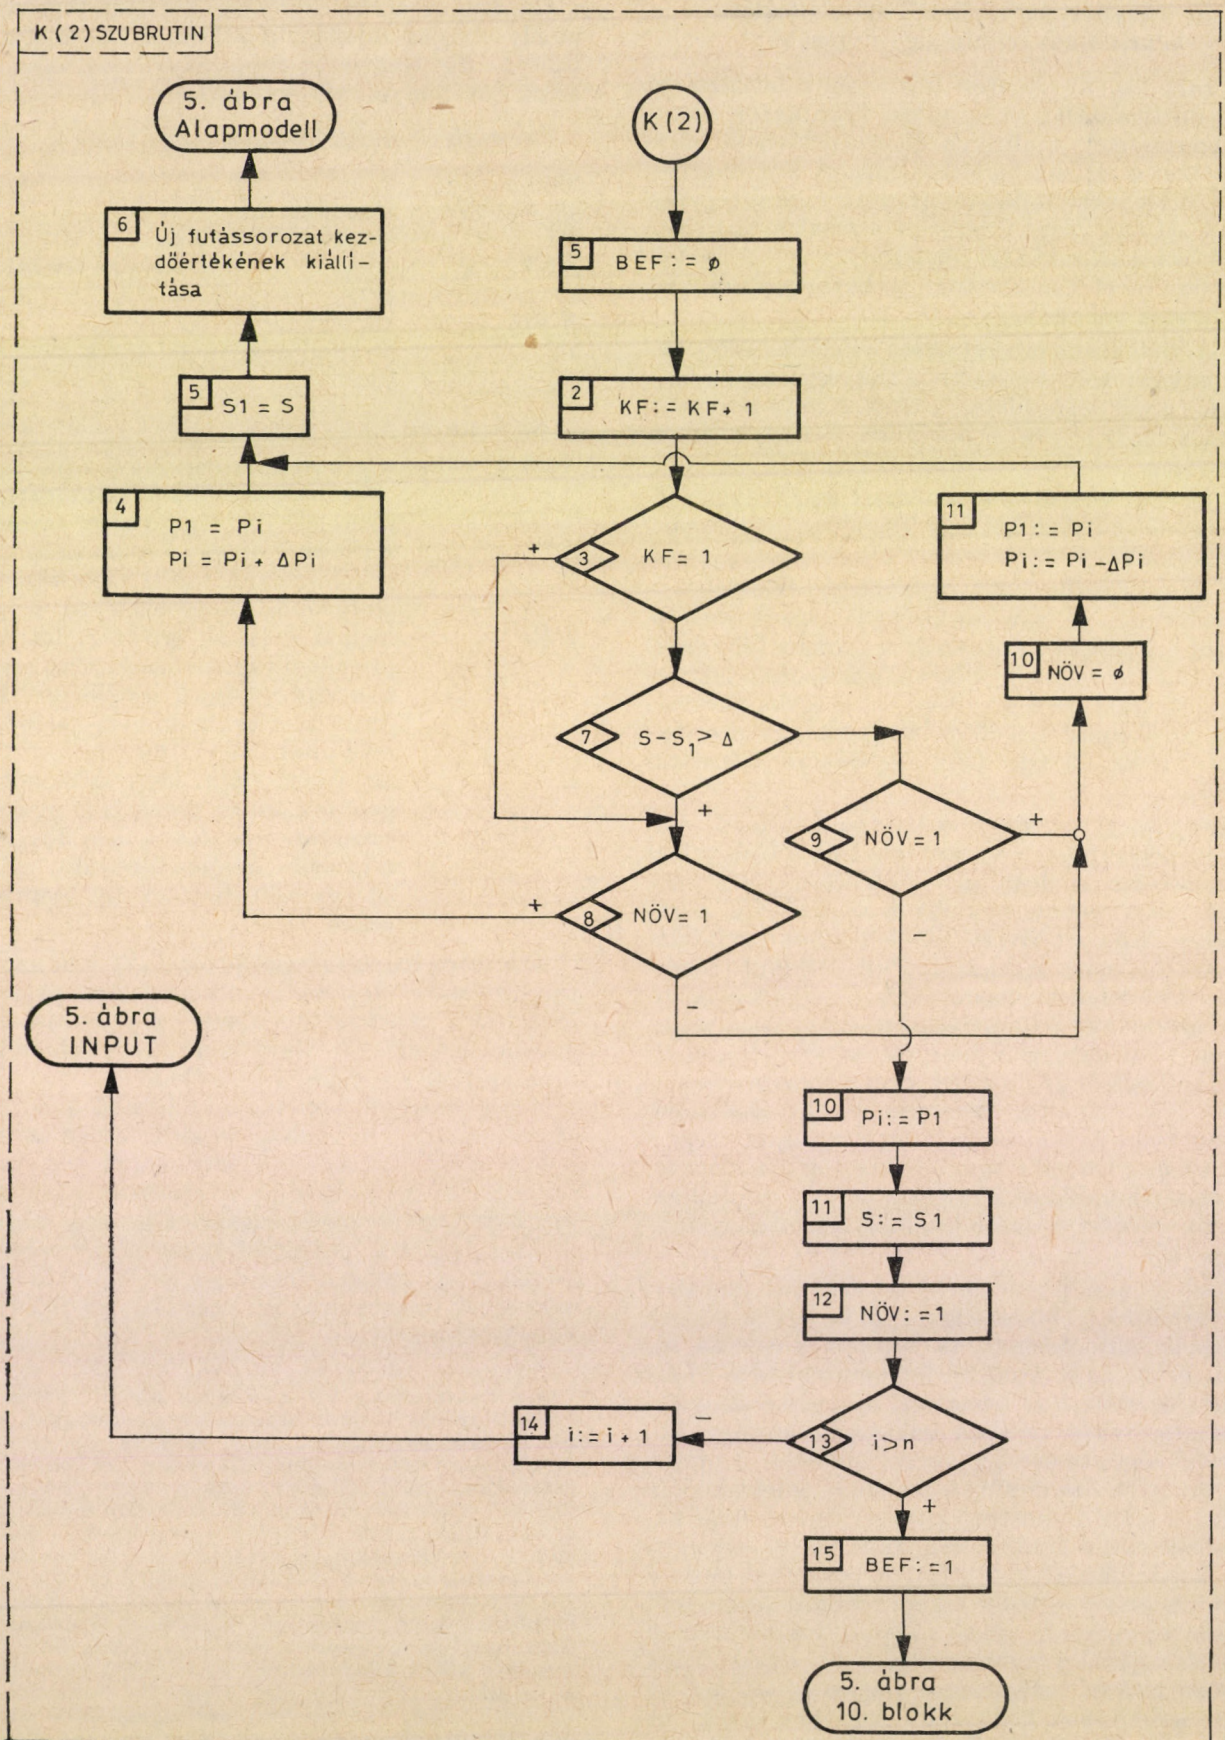 K(2) SZUBRUTIN
5. ábra
Alapmodell
K(2)
6
Új futássorozat kez-
dőértékének kiálli-
tása
5
BEF:= ø
5
S1 = S
2
KF:= KF+ 1
4
P1 = Pi
Pi = Pi + ΔPi
+
3
KF= 1
11
P1:= Pi
Pi:= Pi -ΔPi
10
NÖV = ø
7
S-S1> Δ
+
9
NÖV=1
+
-
+
8
NÖV= 1
-
5. ábra
INPUT
10
Pi:= P1
11
S:= S1
12
NÖV:=1
14
i:= i + 1
-
13
i>n
+
15
BEF:=1
5. ábra
10. blokk